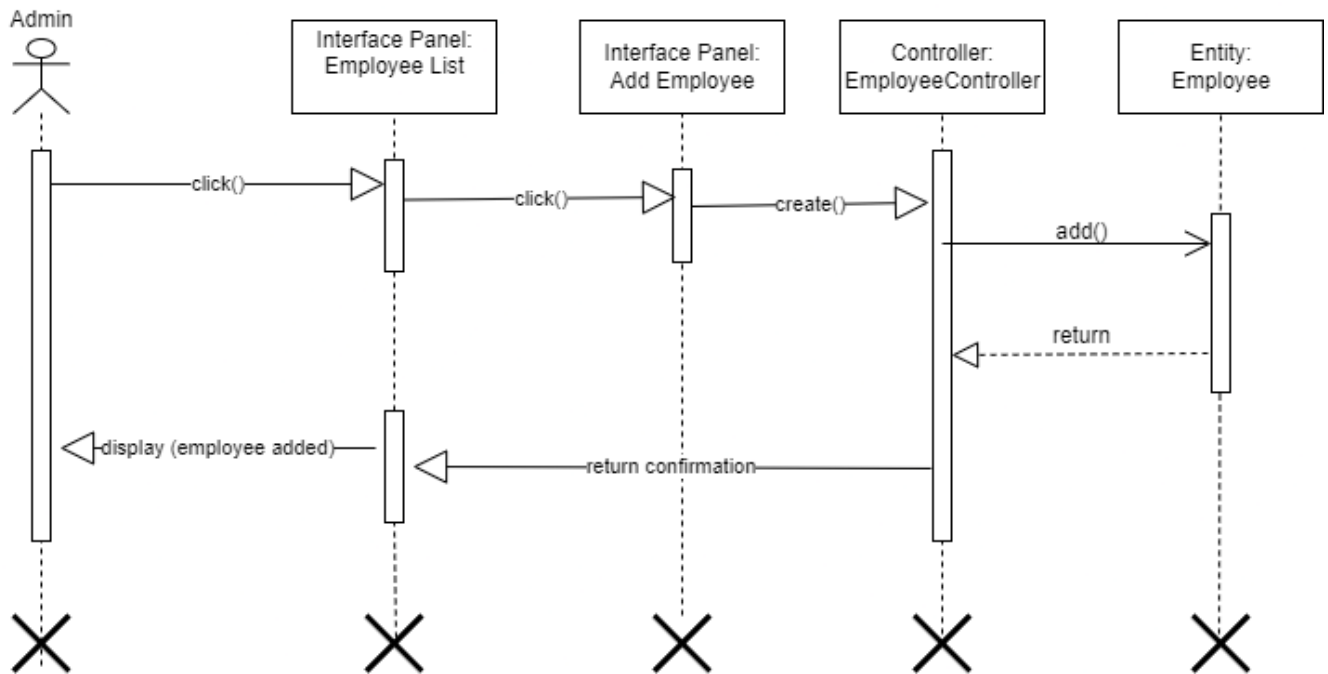 Admin
Interface Panel:
Employee List
Interface Panel:
Add Employee
Controller:
EmployeeController
Entity:
Employee
click()
click()
create()
add()
return
display (employee added)
return confirmation